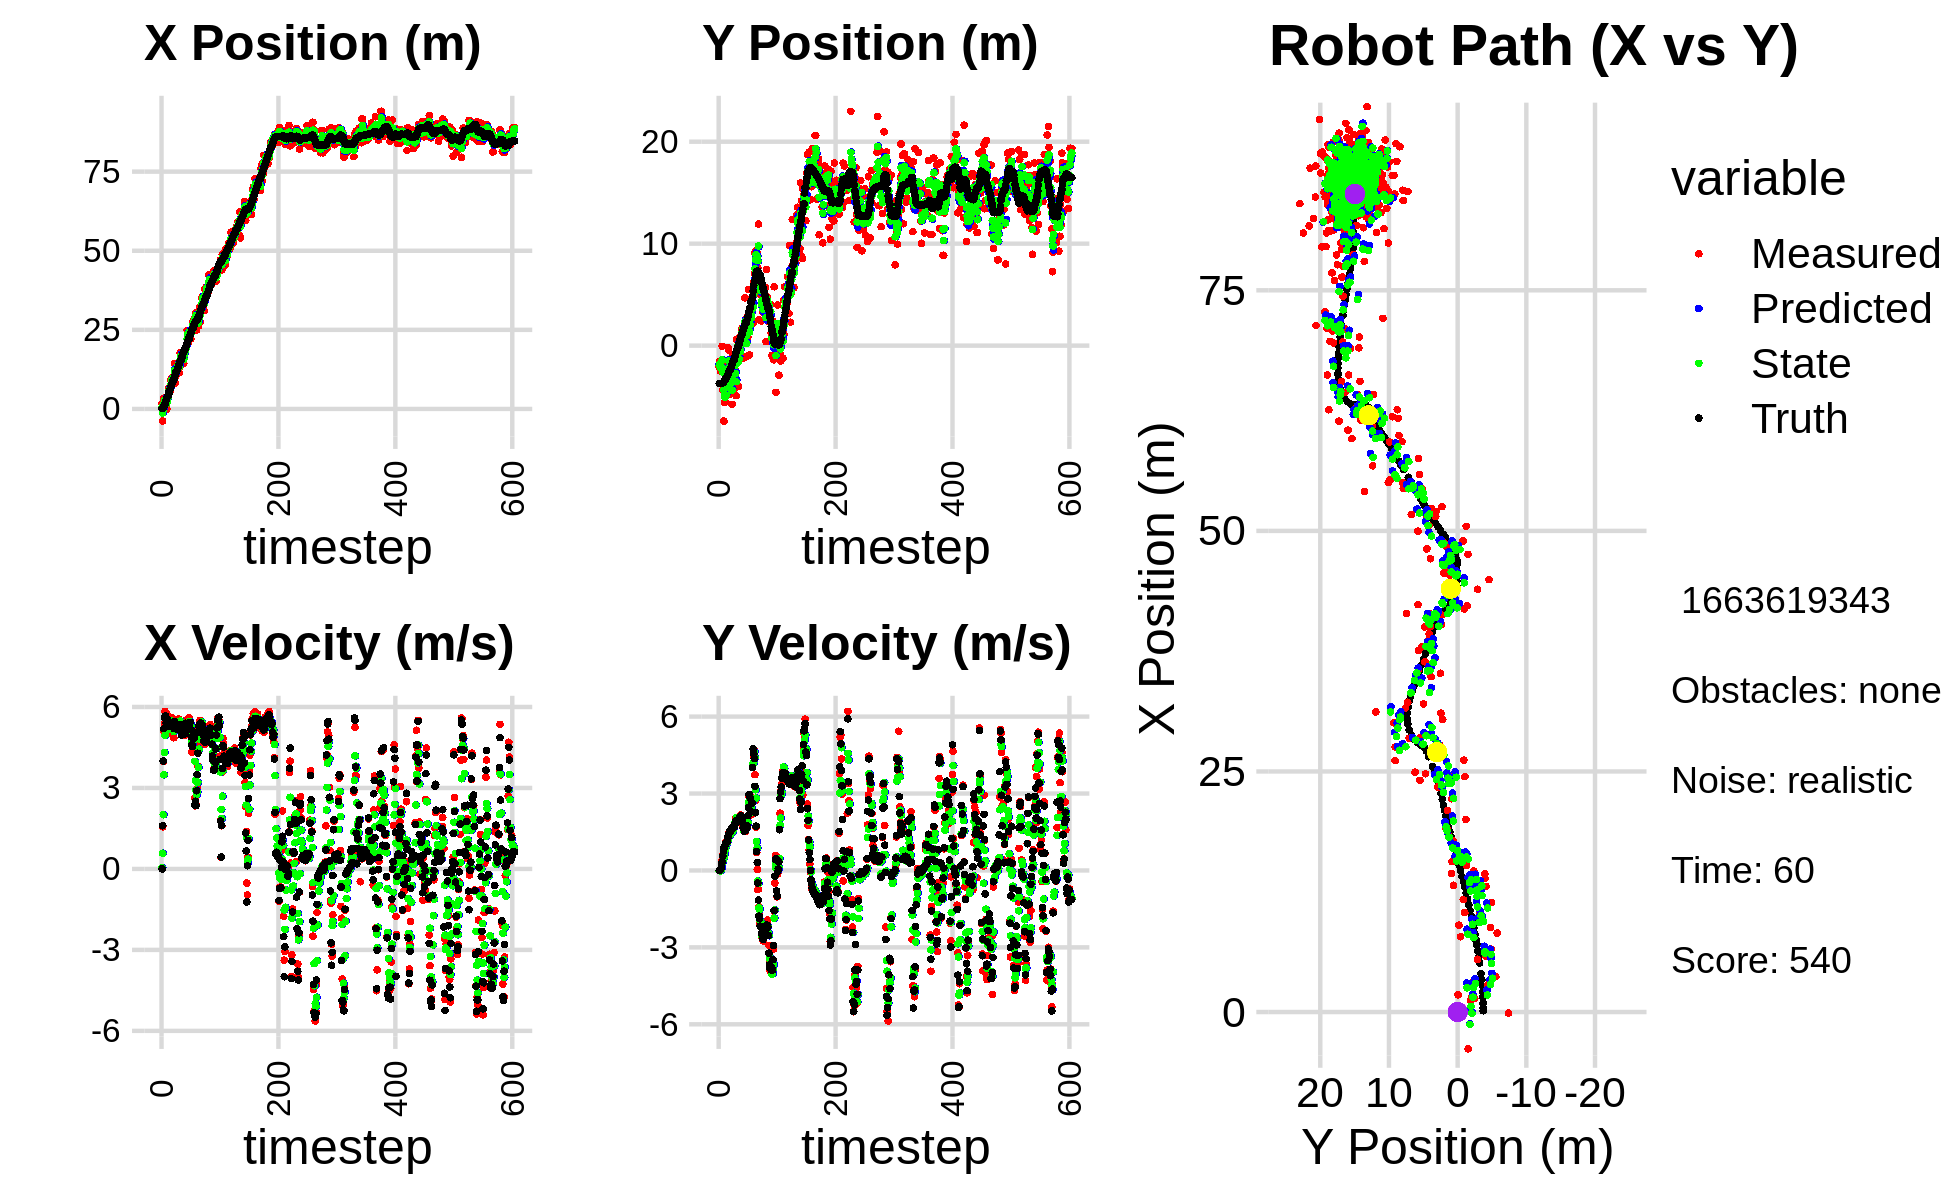 X Position (m)
75
50
25
0
0
200
400
600
timestep
Y Position (m)
20
10
0
0
200
400
600
timestep
X Velocity (m/s)
6
3
0
-3
-6
0
200
400
600
timestep
Y Velocity (m/s)
6
3
0
-3
-6
0
200
400
600
timestep
Robot Path (X vs Y)
X Position (m)
75
50
25
0
20 10 0 -10 -20
Y Position (m)
variable
Measured
Predicted
State
Truth
1663619343
Obstacles: none
Noise: realistic
Time: 60
Score: 540